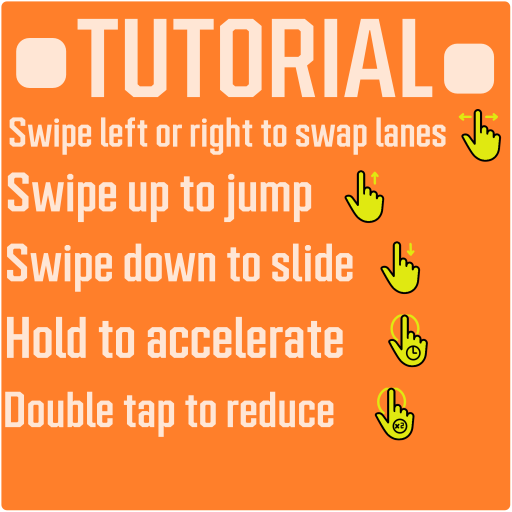 TUTORIAL
Swipe left or right to swap lanes
Swipe up to jump
Swipe down to slide
Hold to accelerate
Double tap to reduce
x2